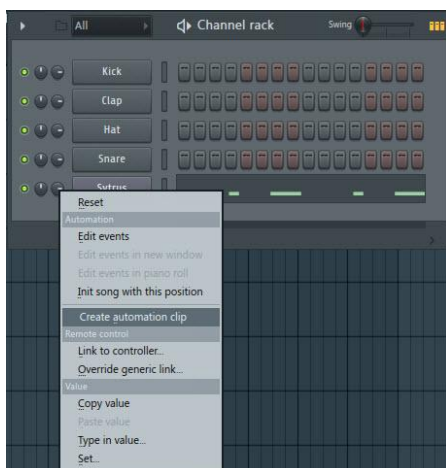 All
Channel rack
Swing
Kick
Clap
Hat
Snare
Sytrus
Reset
Automation
Edit events
Edit events in new window
Edit events in piano roll
Init song with this position
Create automation clip
Remote control
Link to controller...
Override generic link...
Value
Copy value
Paste value
Type in value...
Set...